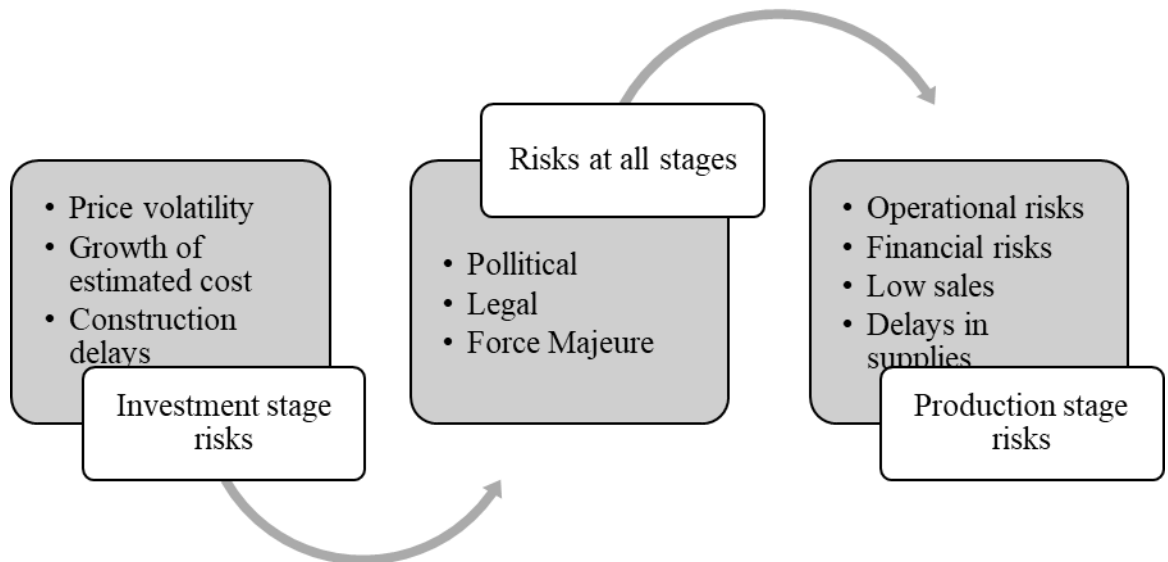 • Price volatility
• Growth of
estimated cost
• Construction
delays
Investment stage
risks
Risks at all stages
• Pollitical
• Legal
• Force Majeure
• Operational risks
• Financial risks
• Low sales
• Delays in
supplies
Production stage
risks